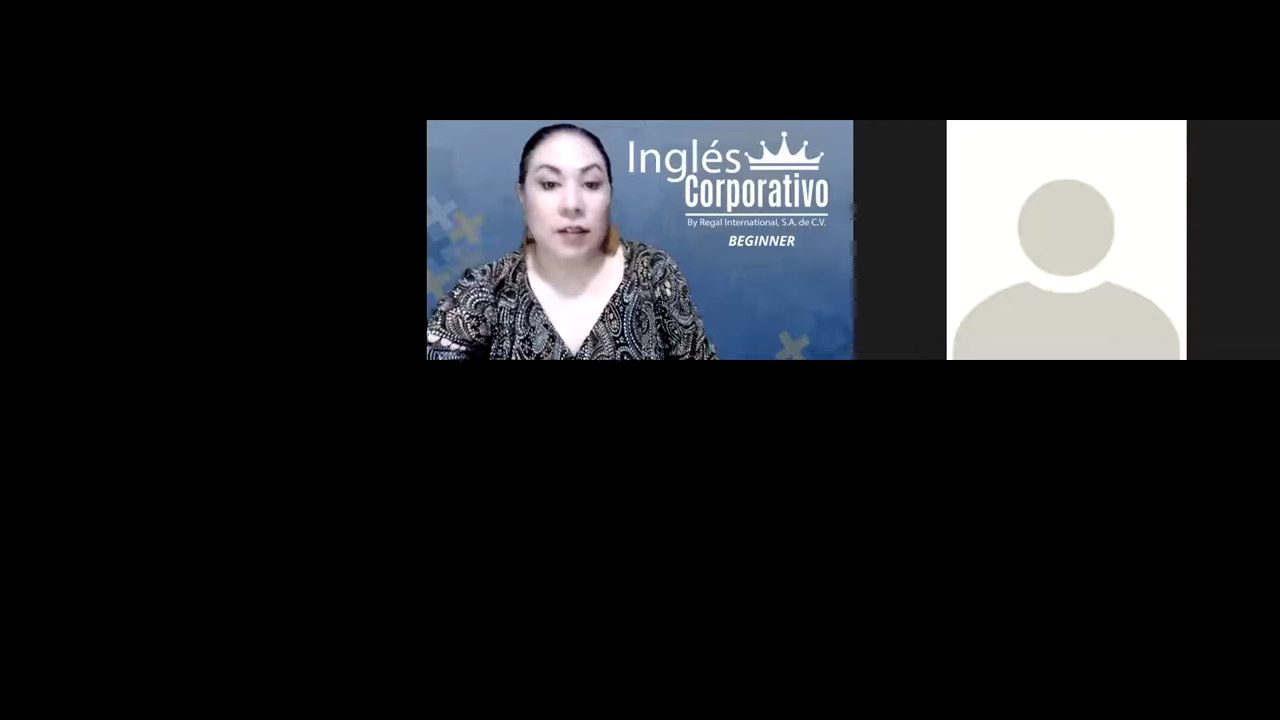 Inglés
Corporativo
By Regal International, S.A. de C.V.
BEGINNER